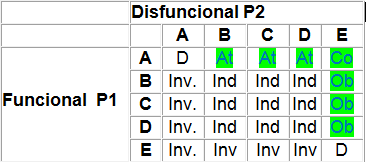 Disfuncional P2
A B C D E
A D At At At Co
B Inv. Ind Ind Ind Ob
Funcional P1 C Inv. Ind Ind Ind Ob
D Inv. Ind Ind Ind Ob
E Inv. Inv Inv Inv D